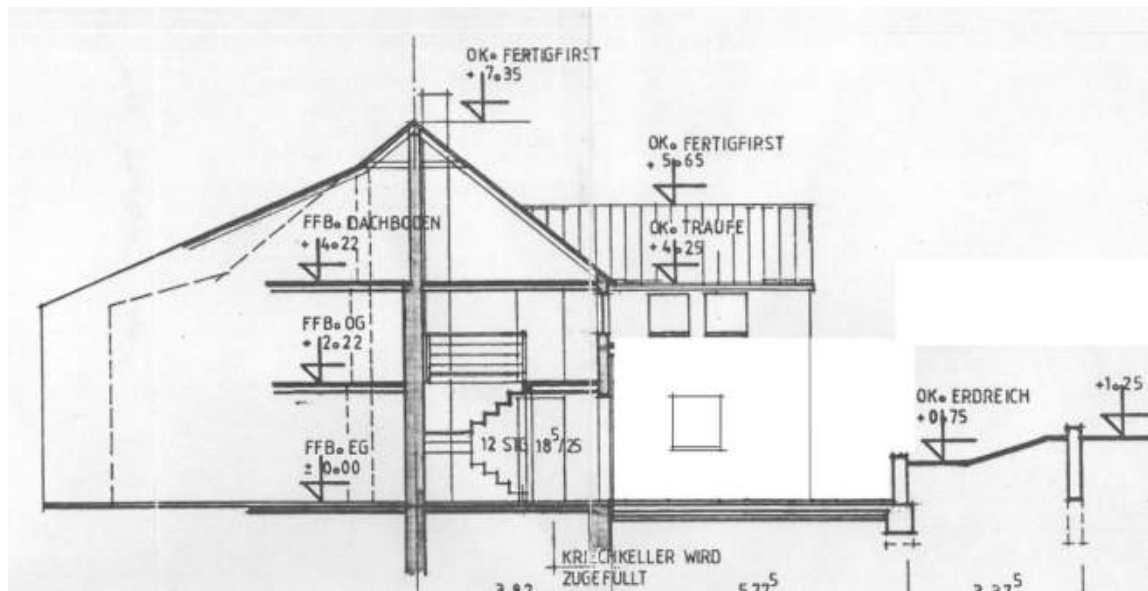 OK. FERTIGFIRST
+ 7.35
OK. FERTIGFIRST
+ 5.65
FFB. DACHBODEN
+ 4.22
OK. TRAUFE
+4.25
FFB. OG
+ 2.22
OK. ERDREICH
+0.75
+1.25
12 STG 18⁵/25
FFB. EG
± 0.00
KRIECHKELLER WIRD
ZUGEFÜLLT
3.82 5.77⁵ 3.37⁵